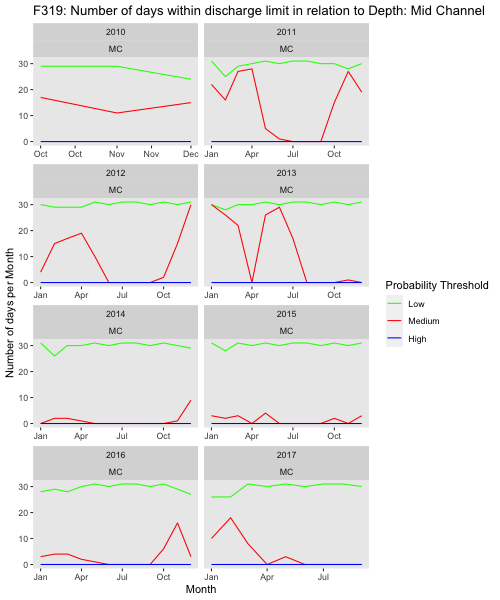 F319: Number of days within discharge limit in relation to Depth: Mid Channel
2010 2011
MC MC
30
20
10
0
Oct Oct Nov Nov Dec Jan Apr Jul Oct
2012 2013
MC MC
30
20
10
0
Jan Apr Jul Oct Jan Apr Jul Oct
2014 2015
MC MC
30
20
10
0
Jan Apr Jul Oct Jan Apr Jul Oct
2016 2017
MC MC
30
20
10
0
Jan Apr Jul Oct Jan Apr Jul
Number of days per Month
Month
Probability Threshold
Low
Medium
High